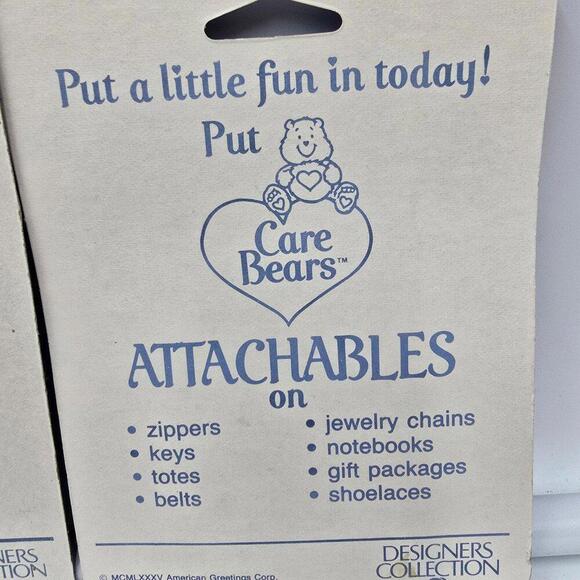 Put a little fun in today!
Put
Care
Bears™
ATTACHABLES
on
• zippers
• keys
• totes
• belts
• jewelry chains
• notebooks
• gift packages
• shoelaces
© MCMLXXXV American Greetings Corp.
DESIGNERS
COLLECTION
NERS
TION